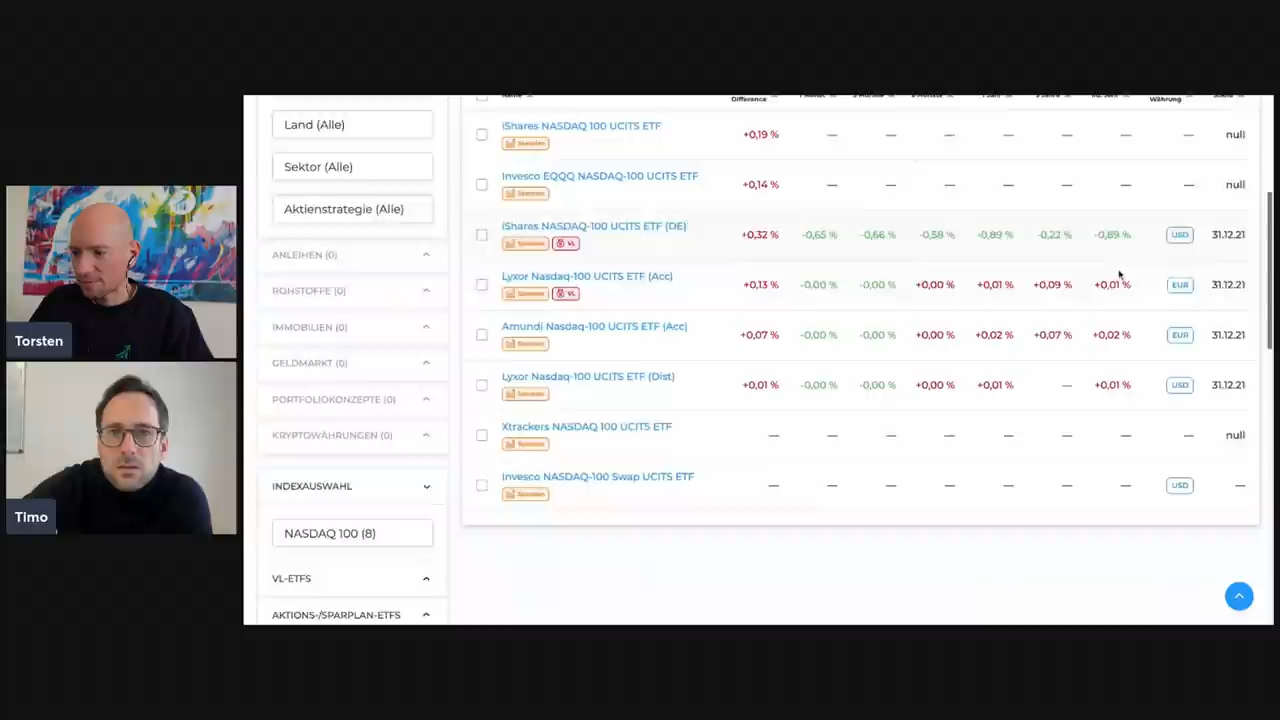 Torsten
Timo
Land (Alle)
Sektor (Alle)
Aktienstrategie (Alle)
ANLEIHEN (0)
ROHSTOFFE (0)
IMMOBILIEN (0)
GELDMARKT (0)
PORTFOLIOKONZEPTE (0)
KRYPTOWÄHRUNGEN (0)
INDEXAUSWAHL
NASDAQ 100 (8)
VL-ETFS
AKTIONS-/SPARPLAN-ETFS
Difference Währung
iShares NASDAQ 100 UCITS ETF +0,19 % — — — — — — — null
Sparplan
Invesco EQQQ NASDAQ-100 UCITS ETF +0,14 % — — — — — — — null
iShares NASDAQ-100 UCITS ETF (DE) +0,32 % -0,65 % -0,66 % -0,58 % -0,89 % -0,22 % -0,89 % USD 31.12.21
VL
Lyxor Nasdaq-100 UCITS ETF (Acc) +0,13 % -0,00 % -0,00 % +0,00 % +0,01 % +0,09 % +0,01 % EUR 31.12.21
VL
Amundi Nasdaq-100 UCITS ETF (Acc) +0,07 % -0,00 % -0,00 % +0,00 % +0,02 % +0,07 % +0,02 % EUR 31.12.21
Lyxor Nasdaq-100 UCITS ETF (Dist) +0,01 % -0,00 % -0,00 % +0,00 % +0,01 % — +0,01 % USD 31.12.21
Xtrackers NASDAQ 100 UCITS ETF — — — — — — — — null
Invesco NASDAQ-100 Swap UCITS ETF — — — — — — — USD —